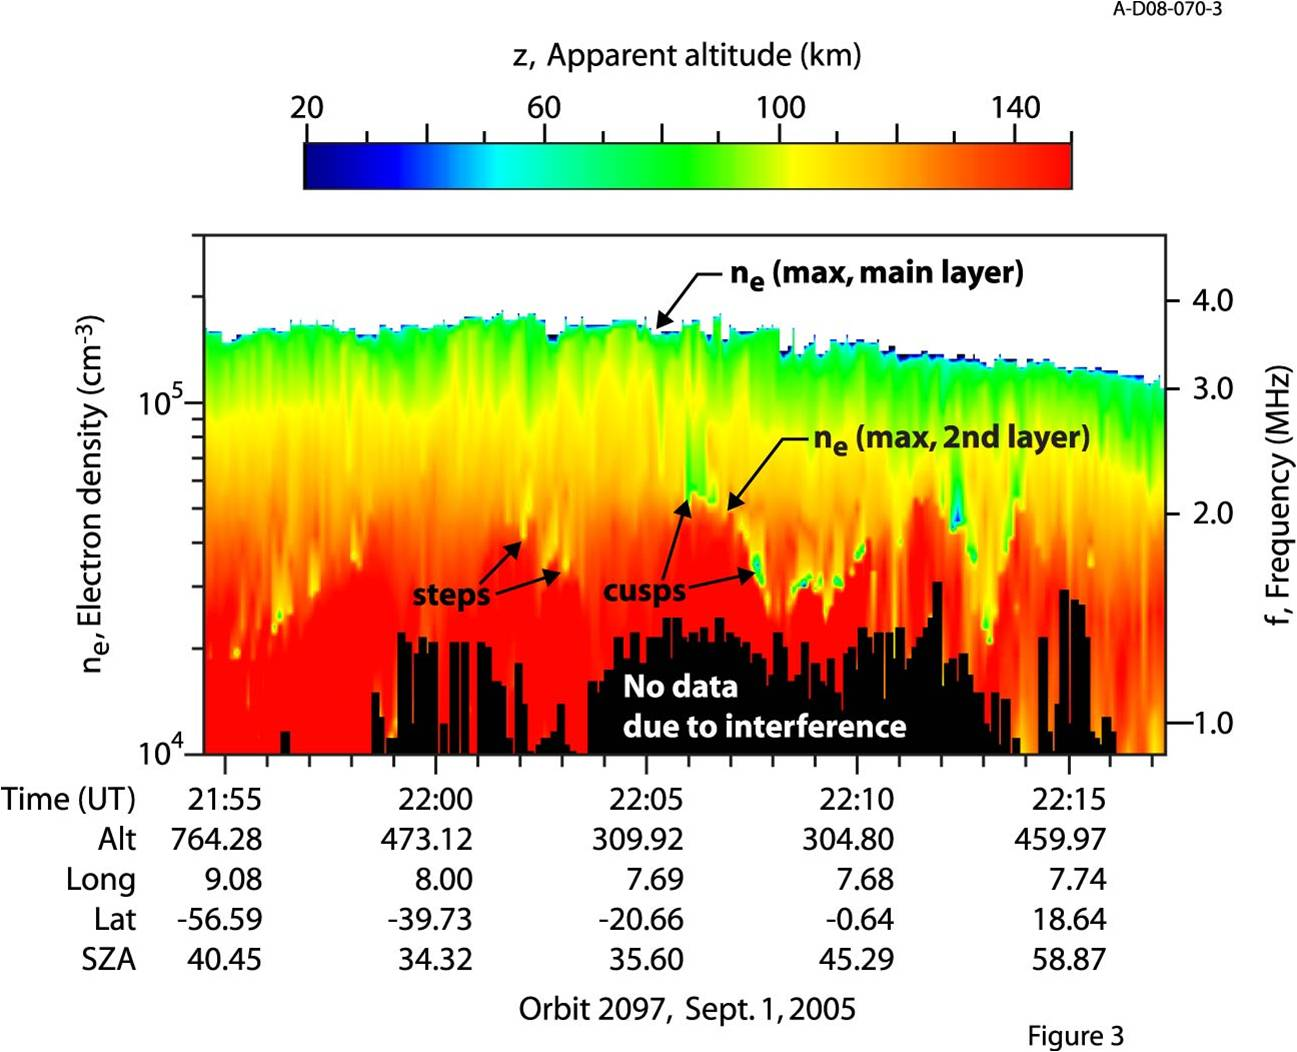 A-D08-070-3
z, Apparent altitude (km)
20 60 100 140
ne (max, main layer)
4.0
3.0
10^5
ne (max, 2nd layer)
2.0
steps
cusps
No data
due to interference
1.0
10^4
ne, Electron density (cm-3)
f, Frequency (MHz)
Time (UT) 21:55 22:00 22:05 22:10 22:15
Alt 764.28 473.12 309.92 304.80 459.97
Long 9.08 8.00 7.69 7.68 7.74
Lat -56.59 -39.73 -20.66 -0.64 18.64
SZA 40.45 34.32 35.60 45.29 58.87
Orbit 2097, Sept. 1, 2005
Figure 3